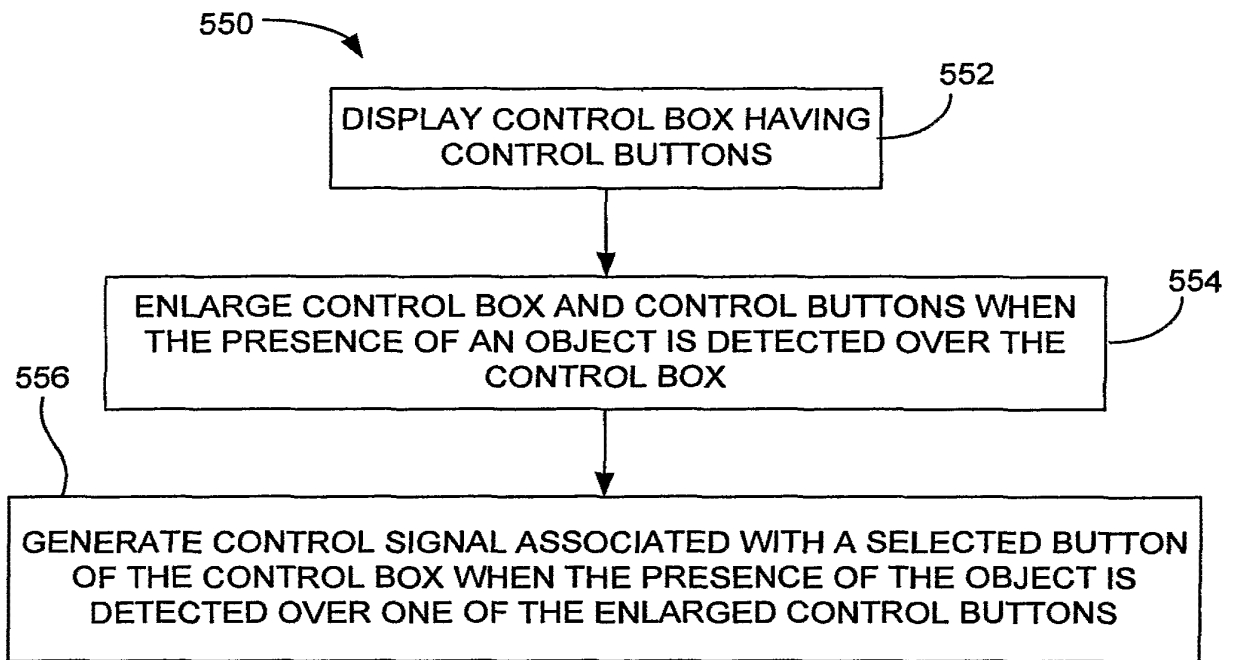 550
552
DISPLAY CONTROL BOX HAVING
CONTROL BUTTONS
554
ENLARGE CONTROL BOX AND CONTROL BUTTONS WHEN
THE PRESENCE OF AN OBJECT IS DETECTED OVER THE
CONTROL BOX
556
GENERATE CONTROL SIGNAL ASSOCIATED WITH A SELECTED BUTTON
OF THE CONTROL BOX WHEN THE PRESENCE OF THE OBJECT IS
DETECTED OVER ONE OF THE ENLARGED CONTROL BUTTONS